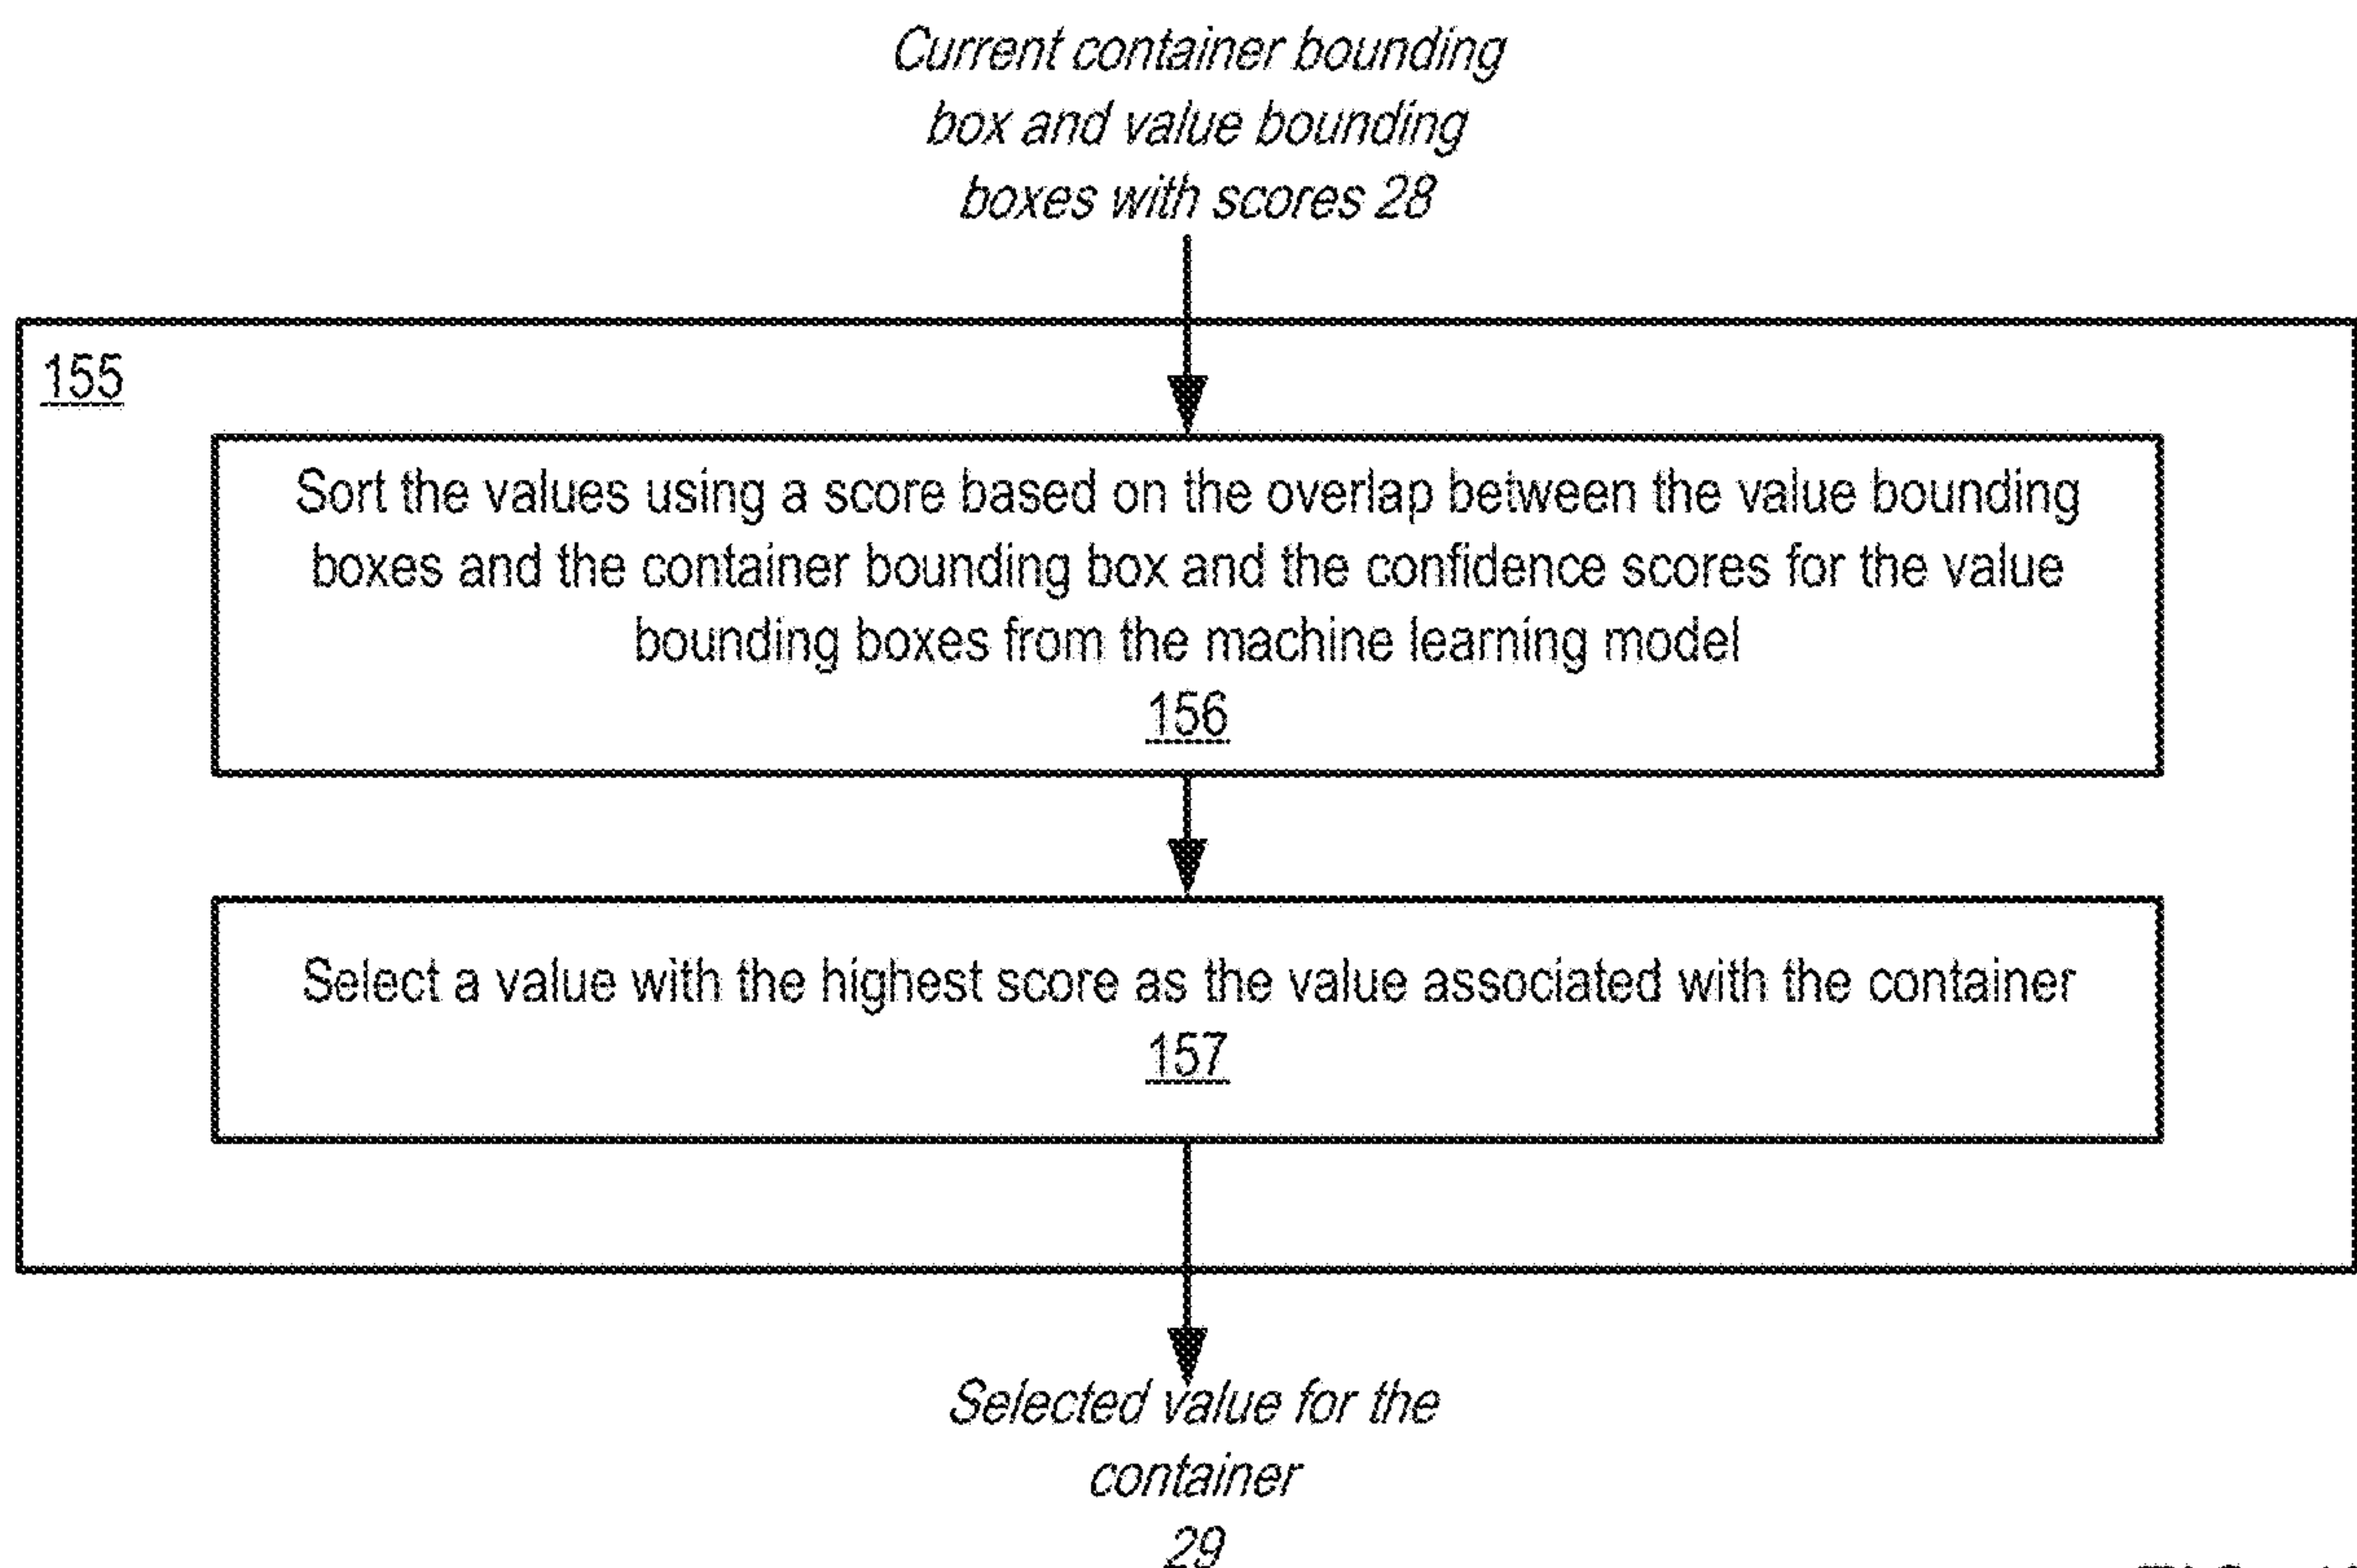 Current container bounding
box and value bounding
boxes with scores 28
155
Sort the values using a score based on the overlap between the value bounding
boxes and the container bounding box and the confidence scores for the value
bounding boxes from the machine learning model
156
Select a value with the highest score as the value associated with the container
157
Selected value for the
container
29